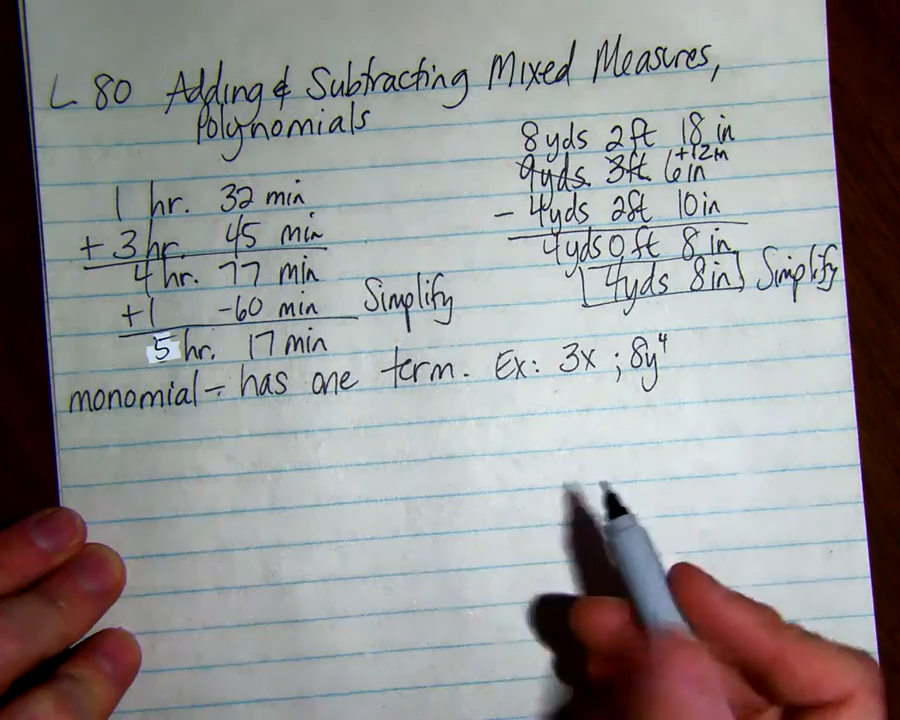 L 80 Adding & Subtracting Mixed Measures,
Polynomials
1 hr. 32 min
+ 3 hr. 45 min
4 hr. 77 min
+1 -60 min Simplify
5 hr. 17 min
8yds 2ft 18 in
+12in
9yds. 3ft. 6in
- 4yds 2ft 10in
4yds 0ft 8 in
[4yds 8in] Simplify
monomial - has one term. Ex: 3x ; 8y⁴